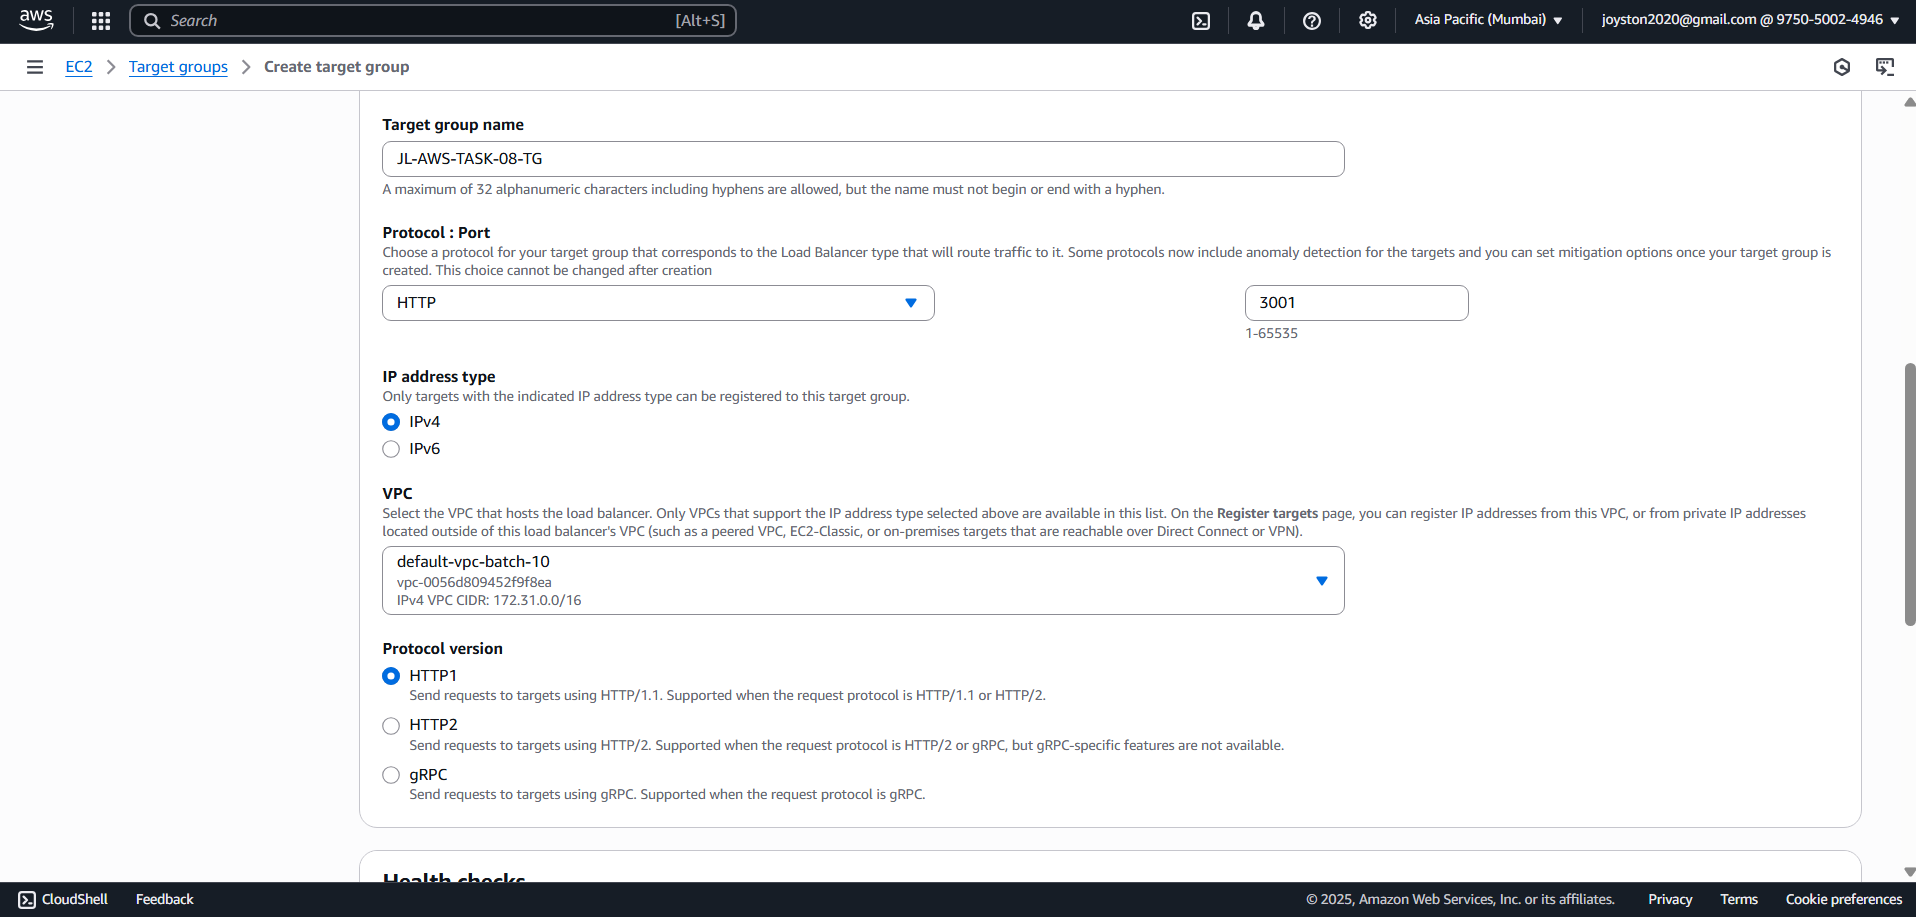 aws
Search [Alt+S]
Asia Pacific (Mumbai)
joyston2020@gmail.com @ 9750-5002-4946
EC2
Target groups
Create target group
Target group name
JL-AWS-TASK-08-TG
A maximum of 32 alphanumeric characters including hyphens are allowed, but the name must not begin or end with a hyphen.
Protocol : Port
Choose a protocol for your target group that corresponds to the Load Balancer type that will route traffic to it. Some protocols now include anomaly detection for the targets and you can set mitigation options once your target group is
created. This choice cannot be changed after creation
HTTP
3001
1-65535
IP address type
Only targets with the indicated IP address type can be registered to this target group.
IPv4
IPv6
VPC
Select the VPC that hosts the load balancer. Only VPCs that support the IP address type selected above are available in this list. On the Register targets page, you can register IP addresses from this VPC, or from private IP addresses
located outside of this load balancer's VPC (such as a peered VPC, EC2-Classic, or on-premises targets that are reachable over Direct Connect or VPN).
default-vpc-batch-10
vpc-0056d809452f9f8ea
IPv4 VPC CIDR: 172.31.0.0/16
Protocol version
HTTP1
Send requests to targets using HTTP/1.1. Supported when the request protocol is HTTP/1.1 or HTTP/2.
HTTP2
Send requests to targets using HTTP/2. Supported when the request protocol is HTTP/2 or gRPC, but gRPC-specific features are not available.
gRPC
Send requests to targets using gRPC. Supported when the request protocol is gRPC.
Health checks
CloudShell
Feedback
© 2025, Amazon Web Services, Inc. or its affiliates.
Privacy
Terms
Cookie preferences